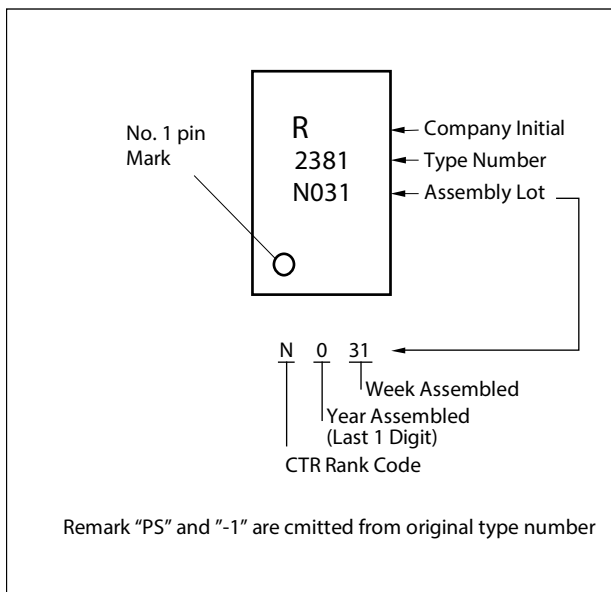 R
2381
N031
No. 1 pin
Mark
Company Initial
Type Number
Assembly Lot
N 0 31
Week Assembled
Year Assembled
(Last 1 Digit)
CTR Rank Code
Remark “PS” and ”-1” are cmitted from original type number